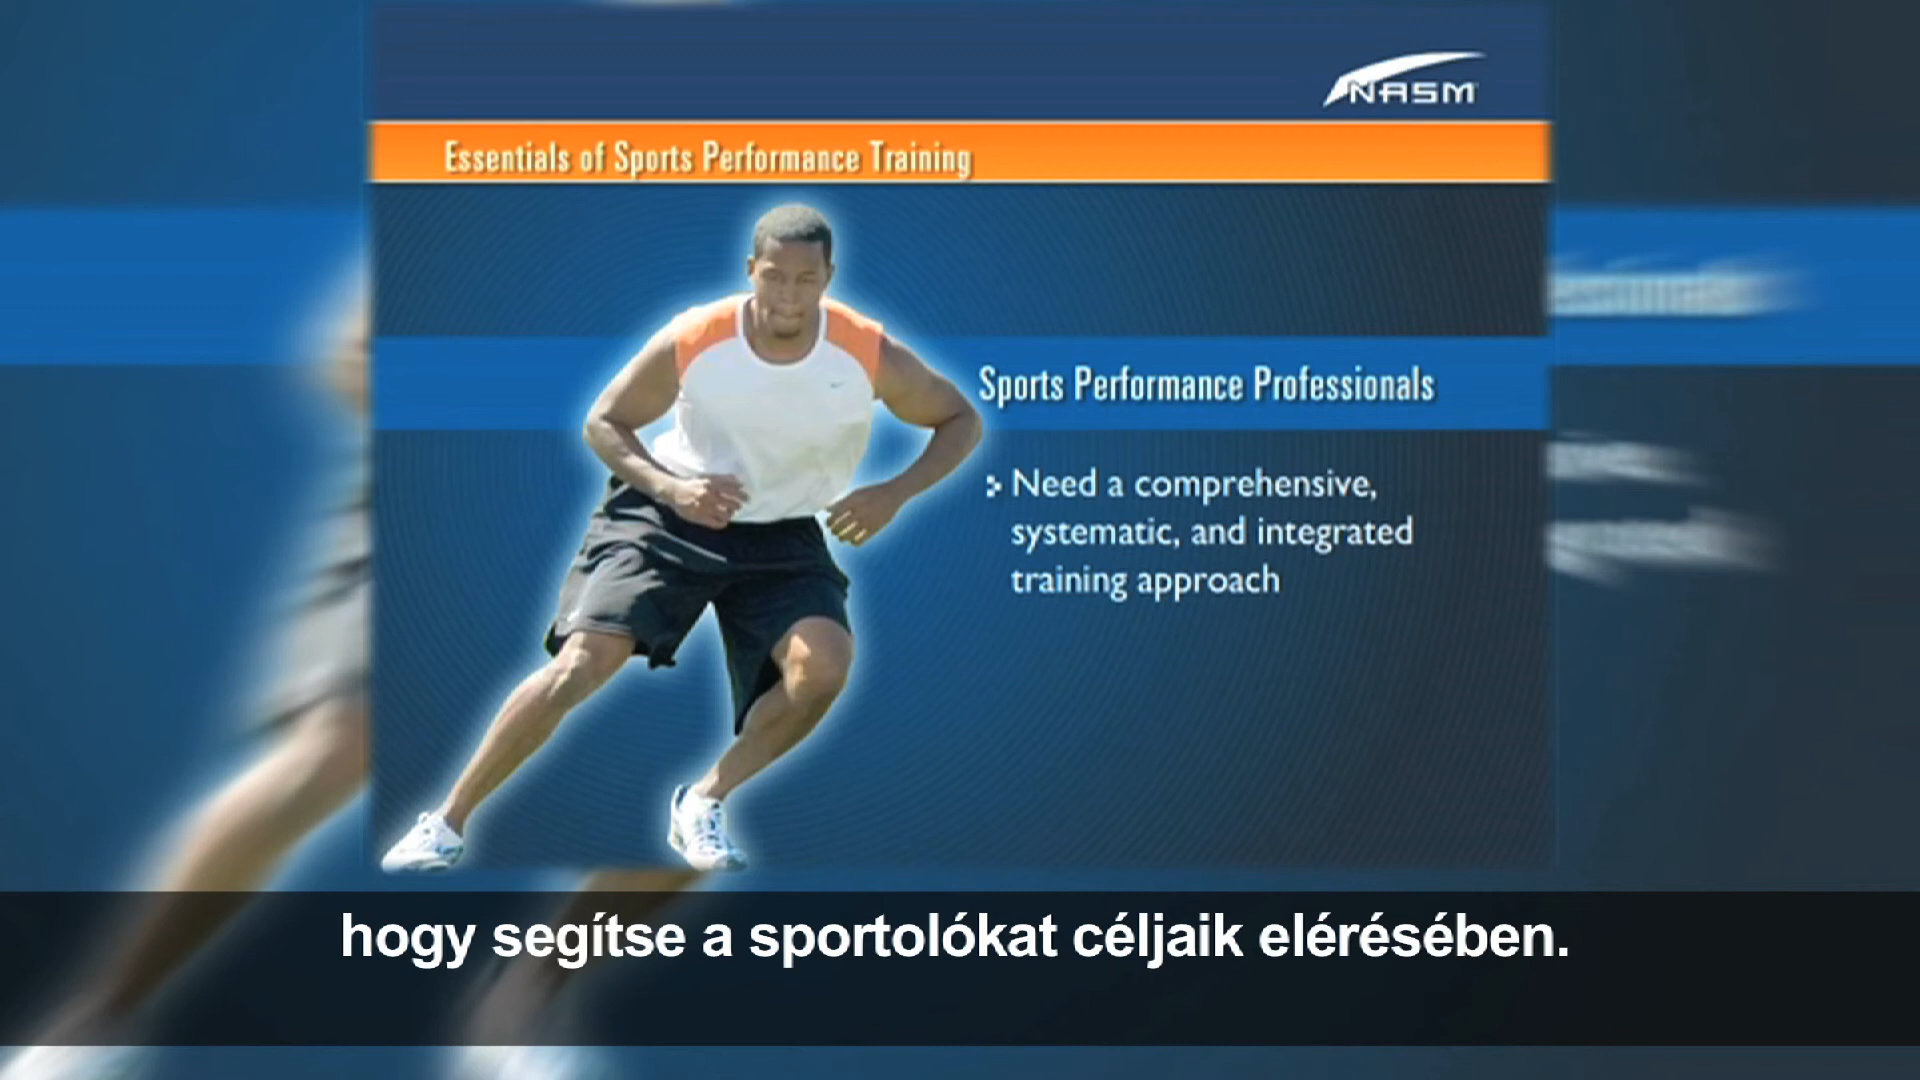 NASM
Essentials of Sports Performance Training
Sports Performance Professionals
Need a comprehensive,
systematic, and integrated
training approach
hogy segítse a sportolókat céljaik elérésében.